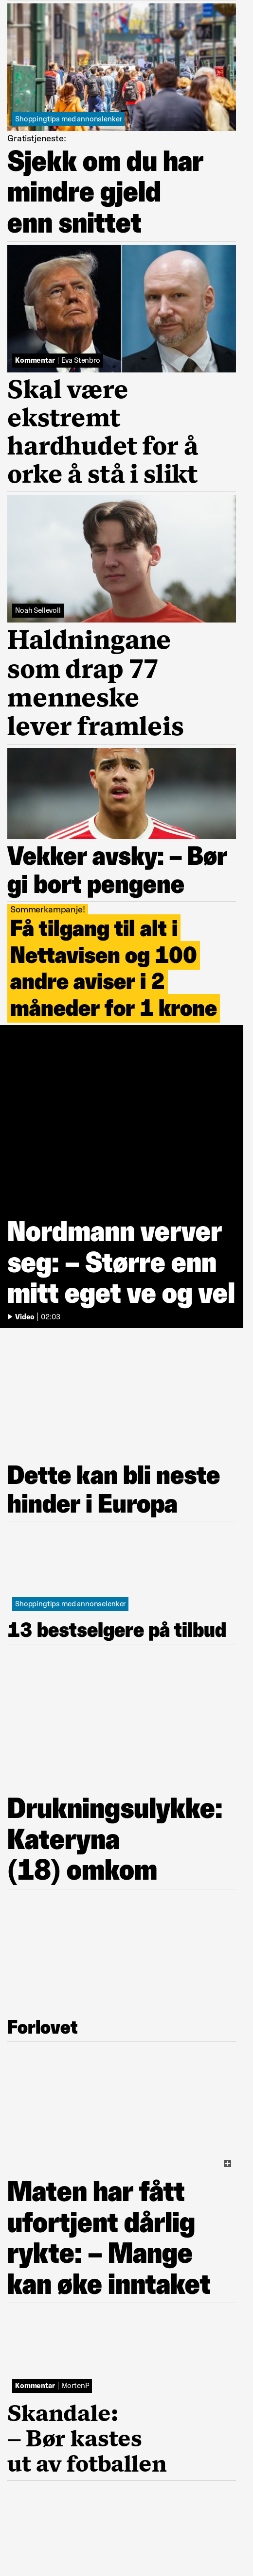 Shoppingtips med annonslenker
Gratistjeneste:
Sjekk om du har
mindre gjeld
enn snittet
Kommentar | Eva Stenbro
Skal være
ekstremt
hardhudet for å
orke å stå i slikt
Noah Sellevoll
Haldningane
som drap 77
menneske
lever framleis
Vekker avsky: – Bør
gi bort pengene
Sommerkampanje!
Få tilgang til alt i
Nettavisen og 100
andre aviser i 2
måneder for 1 krone
Nordmann verver
seg: – Større enn
mitt eget ve og vel
Video | 02:03
Dette kan bli neste
hinder i Europa
Shoppingtips med annonselenker
13 bestselgere på tilbud
Drukningsulykke:
Kateryna
(18) omkom
Forlovet
Maten har fått
ufortjent dårlig
rykte: – Mange
kan øke inntaket
Kommentar | MortenP
Skandale:
– Bør kastes
ut av fotballen